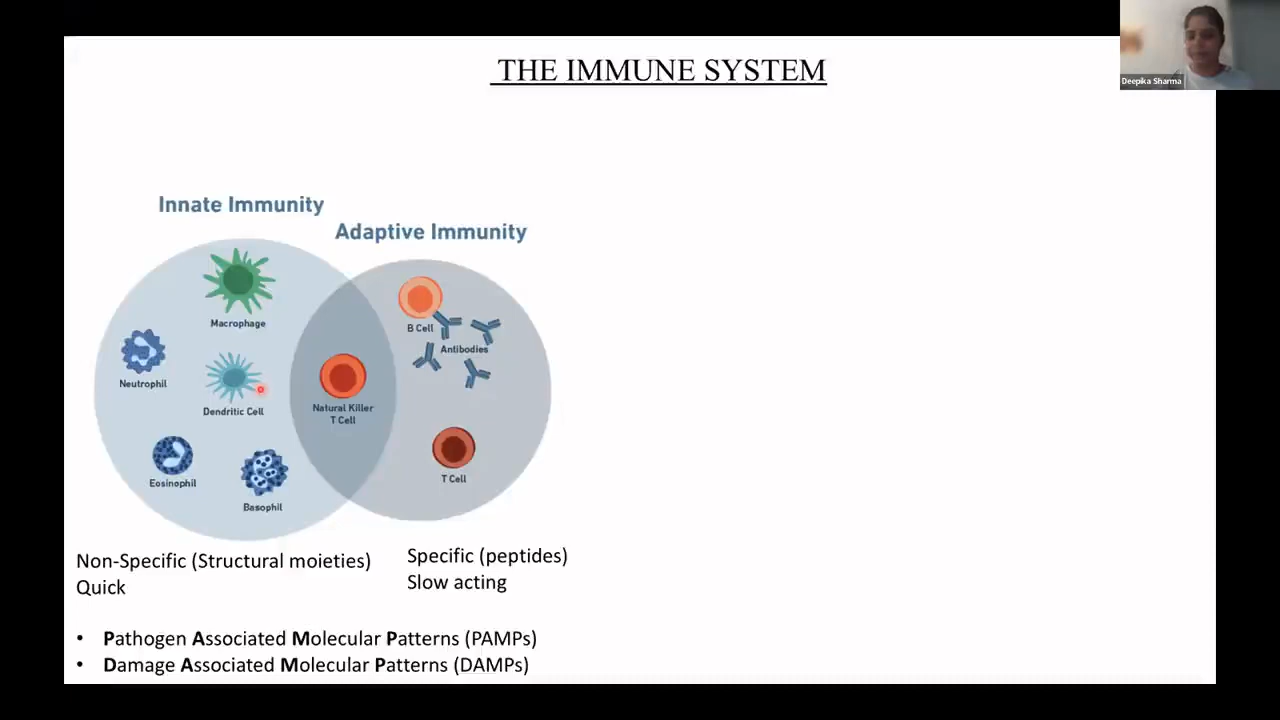 THE IMMUNE SYSTEM
Deepika Sharma
Innate Immunity
Adaptive Immunity
Macrophage
B Cell
Antibodies
Neutrophil
Dendritic Cell
Natural Killer
T Cell
Eosinophil
T Cell
Basophil
Non-Specific (Structural moieties)
Quick
Specific (peptides)
Slow acting
• Pathogen Associated Molecular Patterns (PAMPs)
• Damage Associated Molecular Patterns (DAMPs)